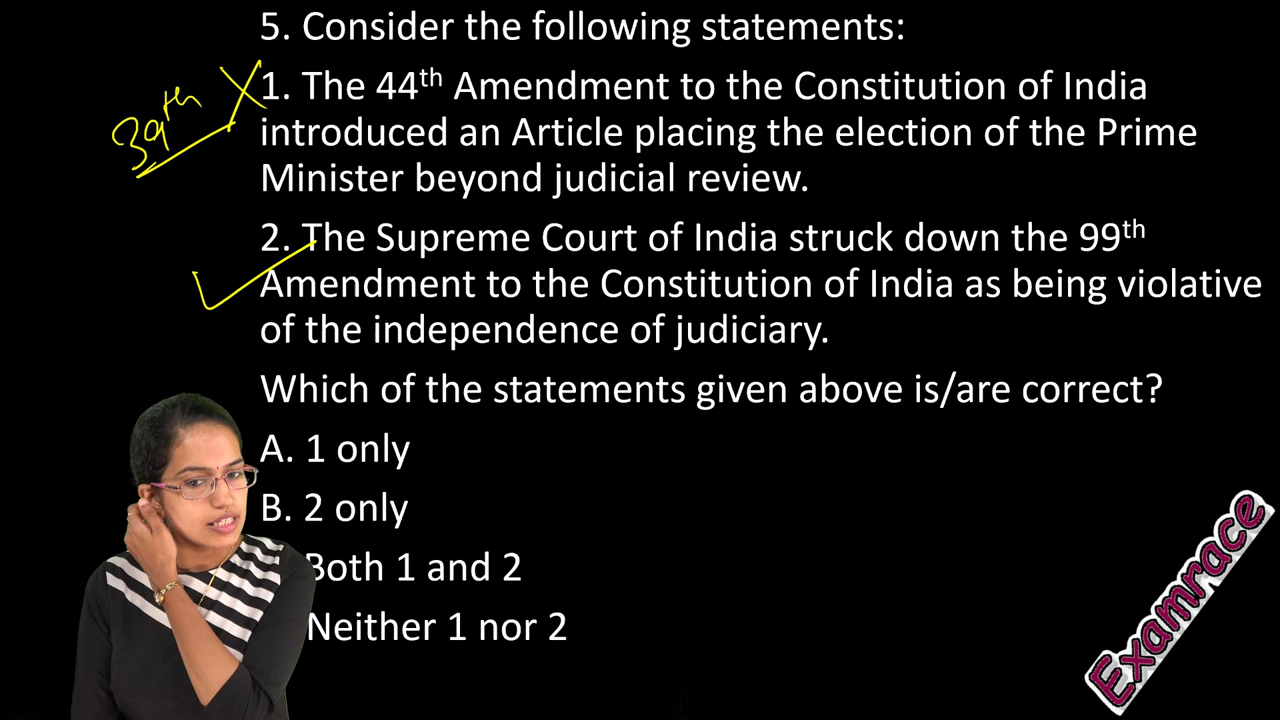 5. Consider the following statements:
39th
1. The 44th Amendment to the Constitution of India
introduced an Article placing the election of the Prime
Minister beyond judicial review.
2. The Supreme Court of India struck down the 99th
Amendment to the Constitution of India as being violative
of the independence of judiciary.
Which of the statements given above is/are correct?
A. 1 only
B. 2 only
Both 1 and 2
Neither 1 nor 2
Examrace